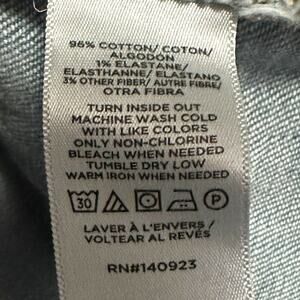 96% COTTON/ COTON/
ALGODON
1% ELASTANE/
ELASTHANNE/ ELASTANO
3% OTHER FIBER/ AUTRE FIBRE/
OTRA FIBRA
TURN INSIDE OUT
MACHINE WASH COLD
WITH LIKE COLORS
ONLY NON-CHLORINE
BLEACH WHEN NEEDED
TUMBLE DRY LOW
WARM IRON WHEN NEEDED
30
LAVER À L'ENVERS /
VOLTEAR AL REVÉS
RN#140923